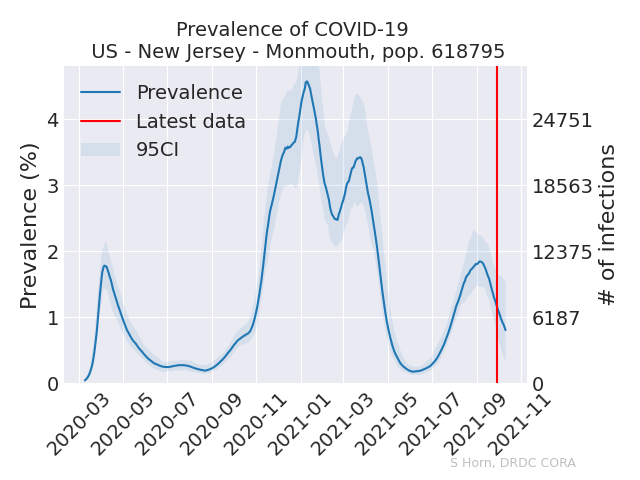 Prevalence of COVID-19
US - New Jersey - Monmouth, pop. 618795
Prevalence
Latest data
95CI
Prevalence (%)
4
3
2
1
0
24751
18563
12375
6187
0
# of infections
2020-03
2020-05
2020-07
2020-09
2020-11
2021-01
2021-03
2021-05
2021-07
2021-09
2021-11
S Horn, DRDC CORA